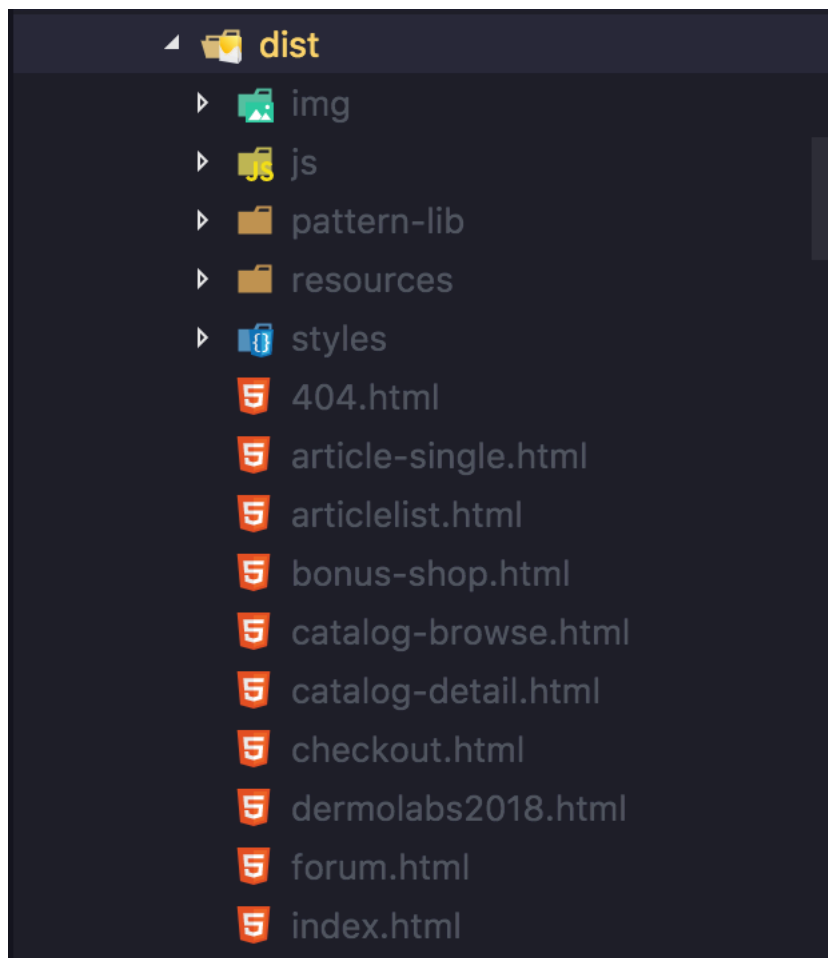 dist
img
js
pattern-lib
resources
styles
404.html
article-single.html
articlelist.html
bonus-shop.html
catalog-browse.html
catalog-detail.html
checkout.html
dermolabs2018.html
forum.html
index.html